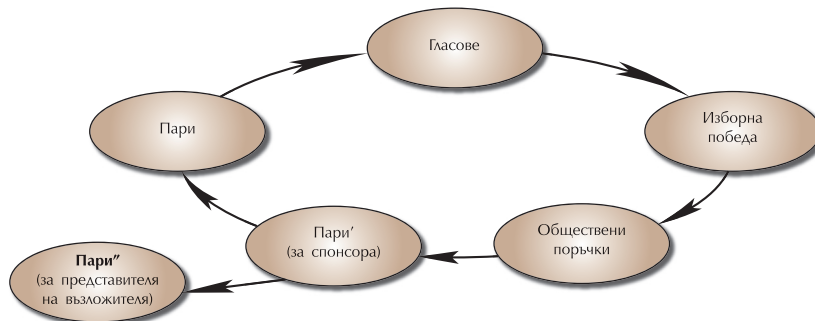 Гласове
Пари
Изборна
победа
Обществени
поръчки
Пари′
(за спонсора)
Пари″
(за представителя
на възложителя)